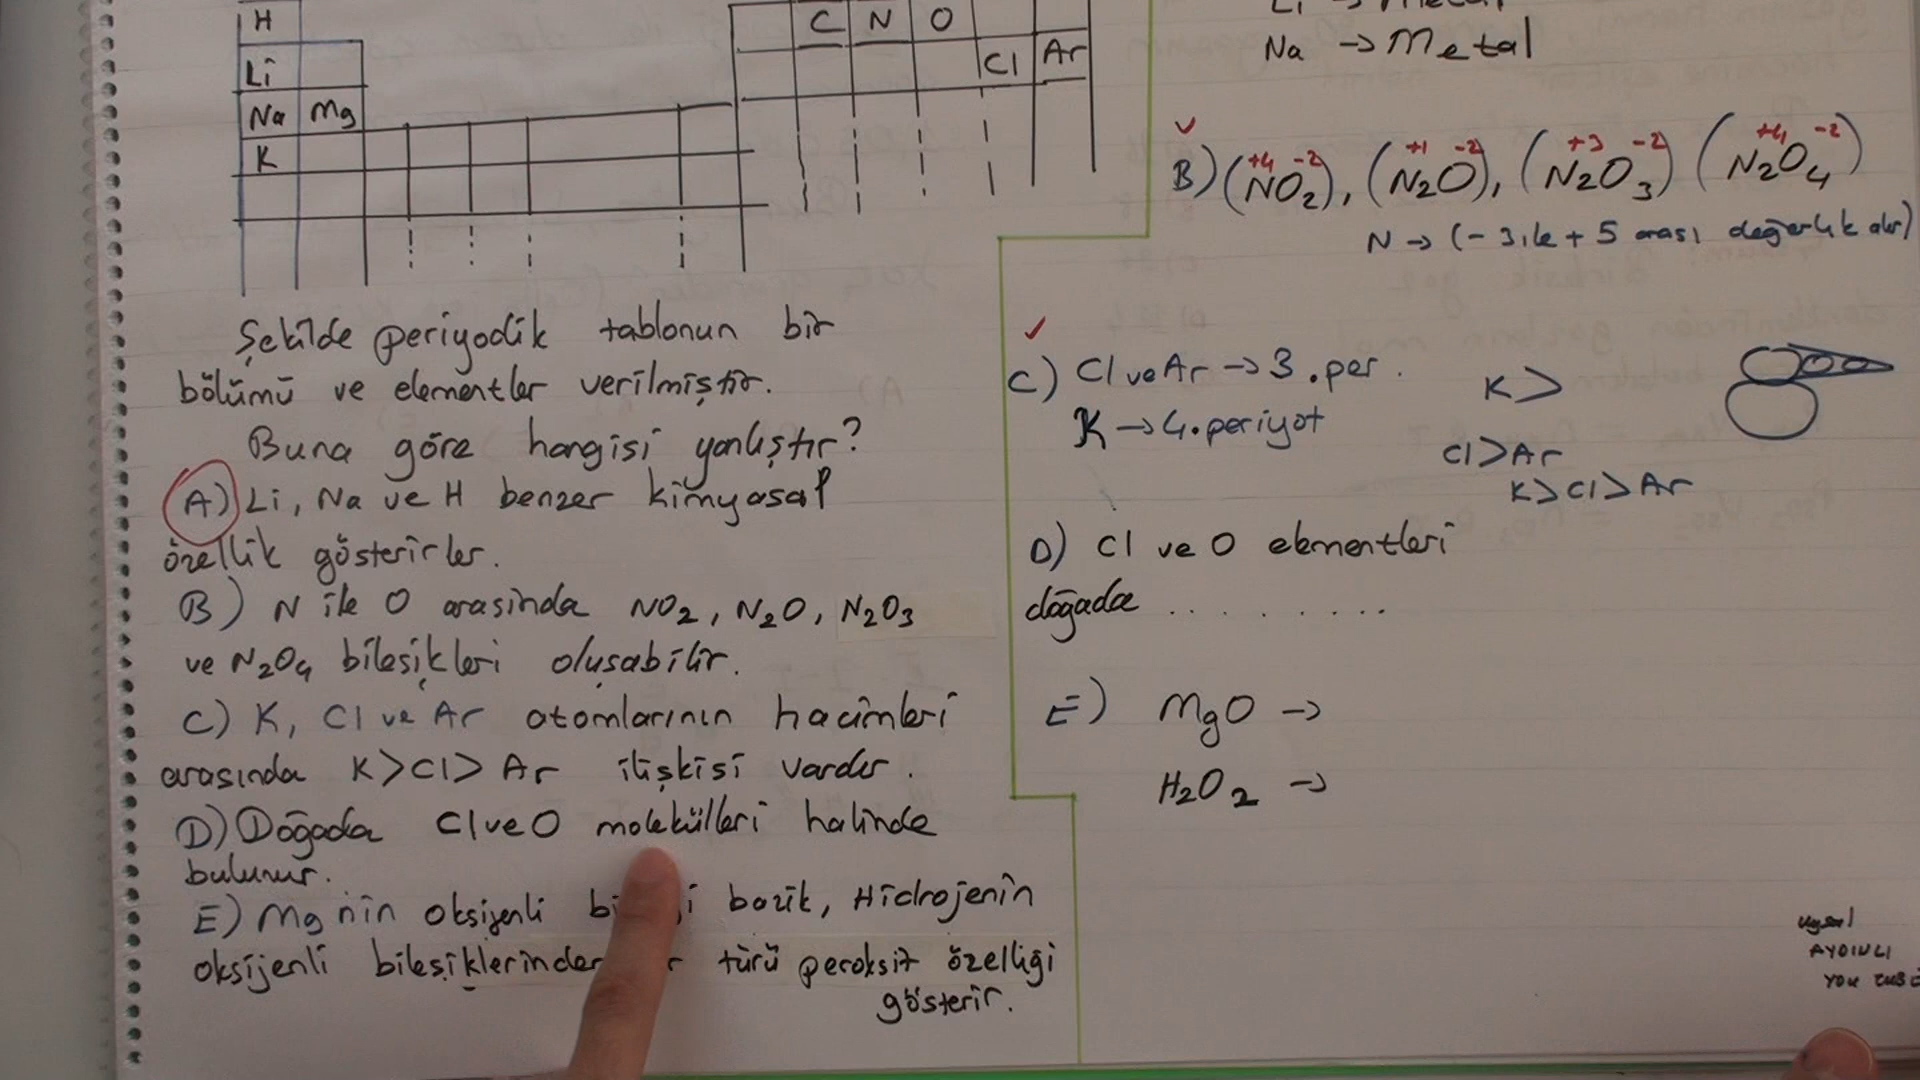 H
C N O
Li
Cl Ar
Na Mg
K
Şekilde periyodik tablonun bir
bölümü ve elementler verilmiştir.
Buna göre hangisi yanlıştır?
A) Li, Na ve H benzer kimyasal
özellik gösterirler.
B) N ile O arasinda NO2, N2O, N2O3
ve N2O4 bileşikleri oluşabilir.
C) K, Cl ve Ar atomlarının hacimleri
arasında K>Cl>Ar ilişkisi vardır.
D) Doğada Cl ve O molekülleri halinde
bulunur.
E) Mg nin oksijenli bazik, Hidrojenin
oksijenli türü peroksit özelliği
gösterir.
Li → Metal
Na → Metal
✓
+4 -2 +1 -2 +3 -2 +4 -2
B) (NO2), (N2O), (N2O3) (N2O4)
N → (-3 ile +5 arası değerlik alır)
✓
C) Cl ve Ar → 3.per.
K → 4.periyot
K>
Cl>Ar
K>Cl>Ar
D) Cl ve O elementleri
doğada . . . . . . . . .
E) MgO →
H2O2 →
AYDINLI